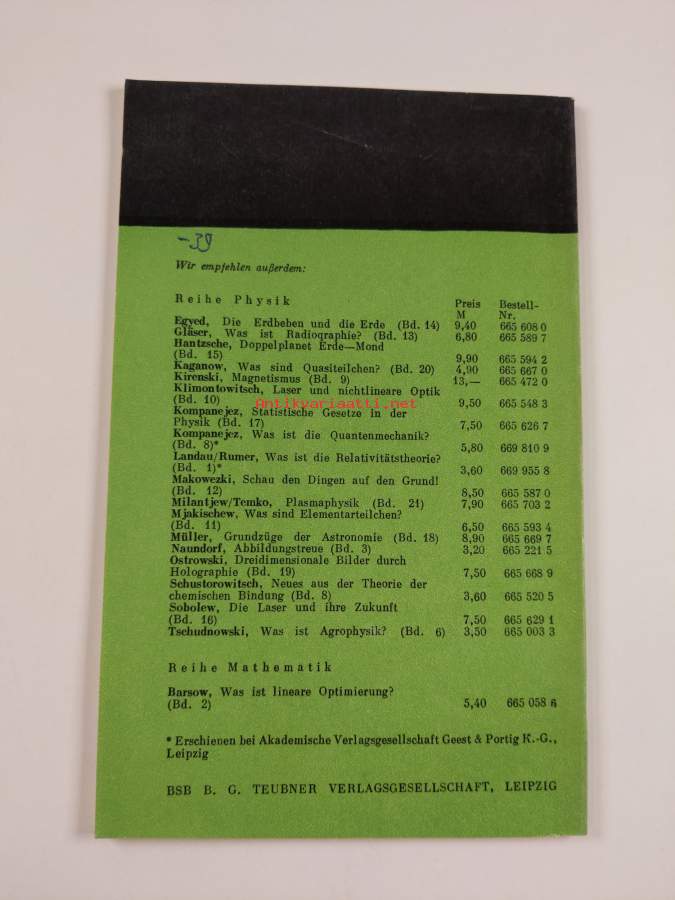 -39
Wir empfehlen außerdem:
Reihe Physik
Preis Bestell-
M Nr.
Egyed, Die Erdbeben und die Erde (Bd. 14) 9,40 665 608 0
Gläser, Was ist Radiographie? (Bd. 13) 6,80 665 589 7
Hantzsche, Doppelplanet Erde—Mond
(Bd. 15) 9,90 665 594 2
Kaganow, Was sind Quasiteilchen? (Bd. 20) 4,90 665 667 0
Kirenski, Magnetismus (Bd. 9) 13,— 665 472 0
Klimontowitsch, Laser und nichtlineare Optik
(Bd. 10) 9,50 665 548 3
Antikvariaatti.net
Kompanejez, Statistische Gesetze in der
Physik (Bd. 17) 7,50 665 626 7
Kompanejez, Was ist die Quantenmechanik?
(Bd. 8)* 5,80 669 810 9
Landau/Rumer, Was ist die Relativitätstheorie?
(Bd. 1)* 3,60 669 955 8
Makowezki, Schau den Dingen auf den Grund!
(Bd. 12) 8,50 665 587 0
Milantjew/Temko, Plasmaphysik (Bd. 21) 7,90 665 703 2
Mjakischew, Was sind Elementarteilchen?
(Bd. 11) 6,50 665 593 4
Müller, Grundzüge der Astronomie (Bd. 18) 8,90 665 669 7
Naundorf, Abbildungstreue (Bd. 3) 3,20 665 221 5
Ostrowski, Dreidimensionale Bilder durch
Holographie (Bd. 19) 7,50 665 668 9
Schustorowitsch, Neues aus der Theorie der
chemischen Bindung (Bd. 8) 3,60 665 520 5
Sobolew, Die Laser und ihre Zukunft
(Bd. 16) 7,50 665 629 1
Tschudnowski, Was ist Agrophysik? (Bd. 6) 3,50 665 003 3
Reihe Mathematik
Barsow, Was ist lineare Optimierung?
(Bd. 2) 5,40 665 058
* Erschienen bei Akademische Verlagsgesellschaft Geest & Portig K.-G.,
Leipzig
BSB B. G. TEUBNER VERLAGSGESELLSCHAFT, LEIPZIG